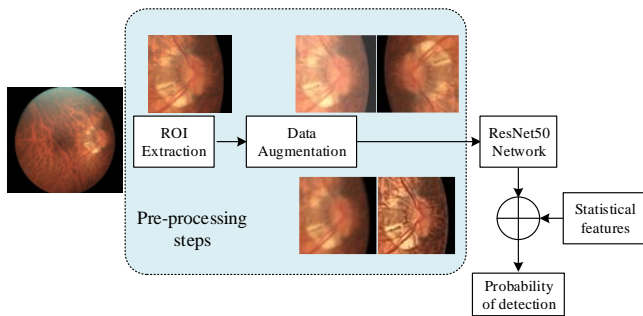 ROI
Extraction
Data
Augmentation
ResNet50
Network
Pre-processing
steps
Statistical
features
Probability
of detection